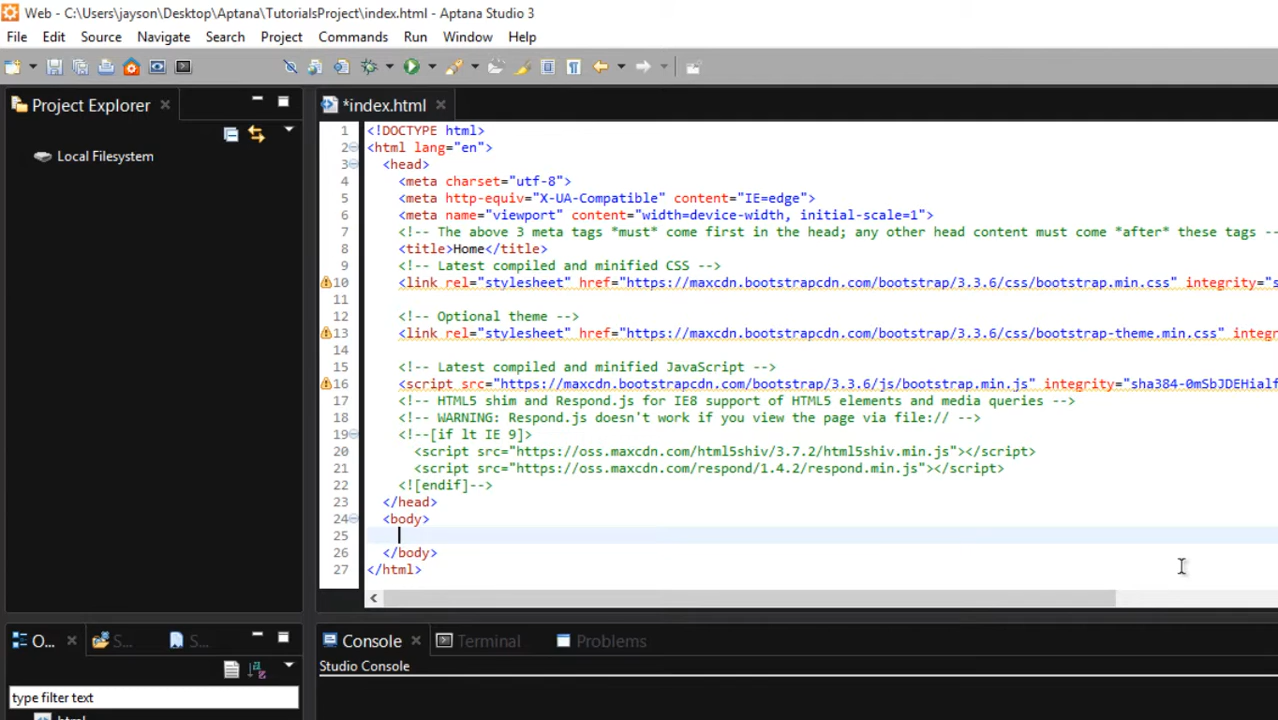 Web - C:\Users\jayson\Desktop\Aptana\TutorialsProject\index.html - Aptana Studio 3
File Edit Source Navigate Search Project Commands Run Window Help
Project Explorer
Local Filesystem
*index.html
1 <!DOCTYPE html>
2 <html lang="en">
3 <head>
4 <meta charset="utf-8">
5 <meta http-equiv="X-UA-Compatible" content="IE=edge">
6 <meta name="viewport" content="width=device-width, initial-scale=1">
7 <!-- The above 3 meta tags *must* come first in the head; any other head content must come *after* these tags --
8 <title>Home</title>
9 <!-- Latest compiled and minified CSS -->
10 <link rel="stylesheet" href="https://maxcdn.bootstrapcdn.com/bootstrap/3.3.6/css/bootstrap.min.css" integrity="s
11
12 <!-- Optional theme -->
13 <link rel="stylesheet" href="https://maxcdn.bootstrapcdn.com/bootstrap/3.3.6/css/bootstrap-theme.min.css" integr
14
15 <!-- Latest compiled and minified JavaScript -->
16 <script src="https://maxcdn.bootstrapcdn.com/bootstrap/3.3.6/js/bootstrap.min.js" integrity="sha384-0mSbJDEHialf
17 <!-- HTML5 shim and Respond.js for IE8 support of HTML5 elements and media queries -->
18 <!-- WARNING: Respond.js doesn't work if you view the page via file:// -->
19 <!--[if lt IE 9]>
20 <script src="https://oss.maxcdn.com/html5shiv/3.7.2/html5shiv.min.js"></script>
21 <script src="https://oss.maxcdn.com/respond/1.4.2/respond.min.js"></script>
22 <![endif]-->
23 </head>
24 <body>
25
26 </body>
27 </html>
O... S... S...
type filter text
Console Terminal Problems
Studio Console